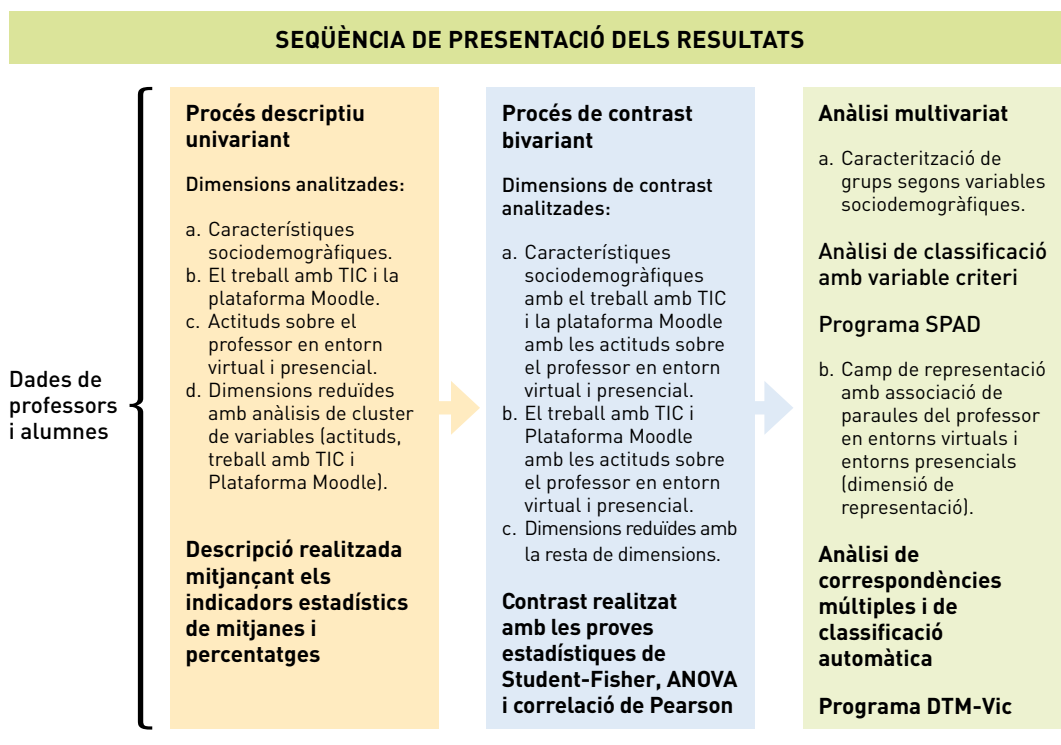 SEQÜÈNCIA DE PRESENTACIÓ DELS RESULTATS
Dades de
professors
i alumnes
Procés descriptiu
univariant
Dimensions analitzades:
a. Característiques
sociodemogràfiques.
b. El treball amb TIC i la
plataforma Moodle.
c. Actituds sobre el
professor en entorn
virtual i presencial.
d. Dimensions reduïdes
amb anàlisis de cluster
de variables (actituds,
treball amb TIC i
Plataforma Moodle).
Descripció realitzada
mitjançant els
indicadors estadístics
de mitjanes i
percentatges
Procés de contrast
bivariant
Dimensions de contrast
analitzades:
a. Característiques
sociodemogràfiques
amb el treball amb TIC
i la plataforma Moodle
amb les actituds sobre
el professor en entorn
virtual i presencial.
b. El treball amb TIC i
Plataforma Moodle
amb les actituds sobre
el professor en entorn
virtual i presencial.
c. Dimensions reduïdes amb
la resta de dimensions.
Contrast realitzat
amb les proves
estadístiques de
Student-Fisher, ANOVA
i correlació de Pearson
Anàlisi multivariat
a. Caracterització de
grups segons variables
sociodemogràfiques.
Anàlisi de classificació
amb variable criteri
Programa SPAD
b. Camp de representació
amb associació de
paraules del professor
en entorns virtuals i
entorns presencials
(dimensió de
representació).
Anàlisi de
correspondències
múltiples i de
classificació
automàtica
Programa DTM-Vic